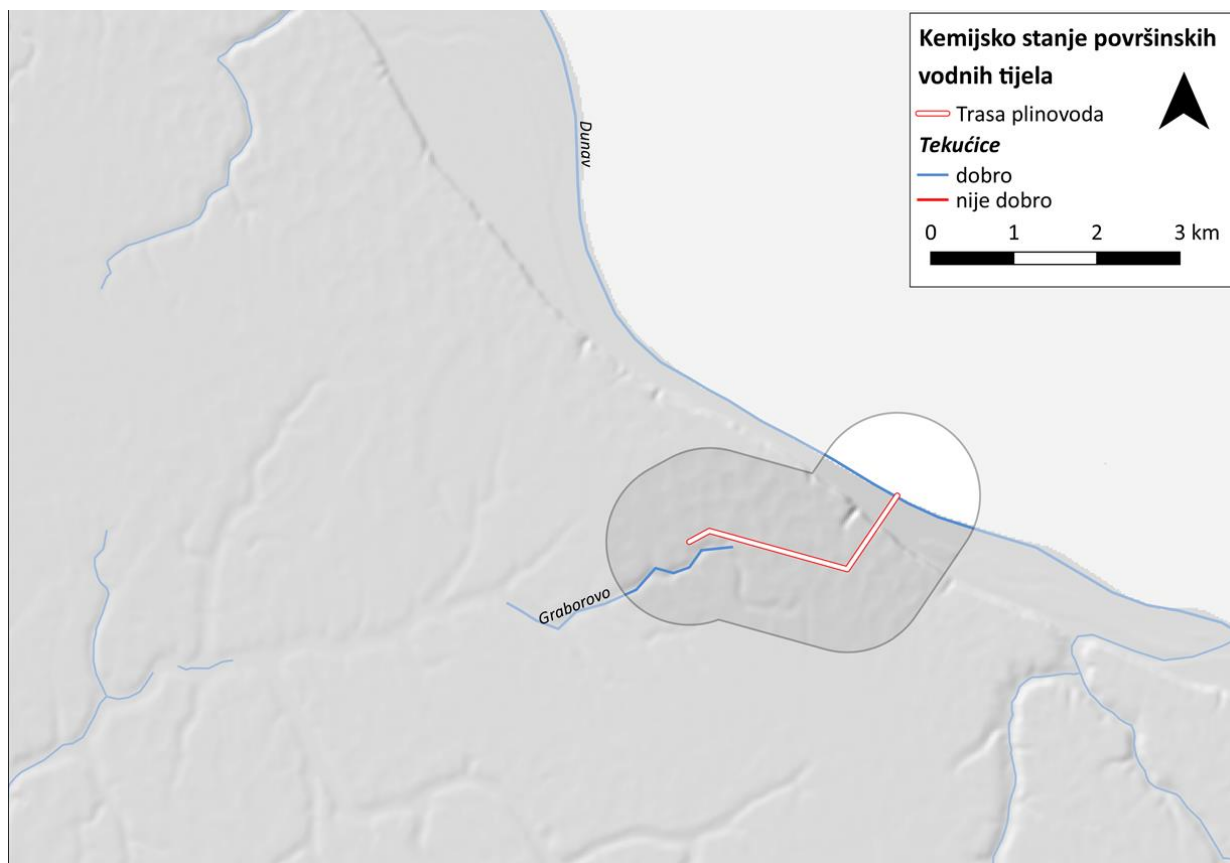 Kemijsko stanje površinskih
vodnih tijela
Trasa plinovoda
Tekućice
dobro
nije dobro
0 1 2 3 km
Dunav
Graborovo